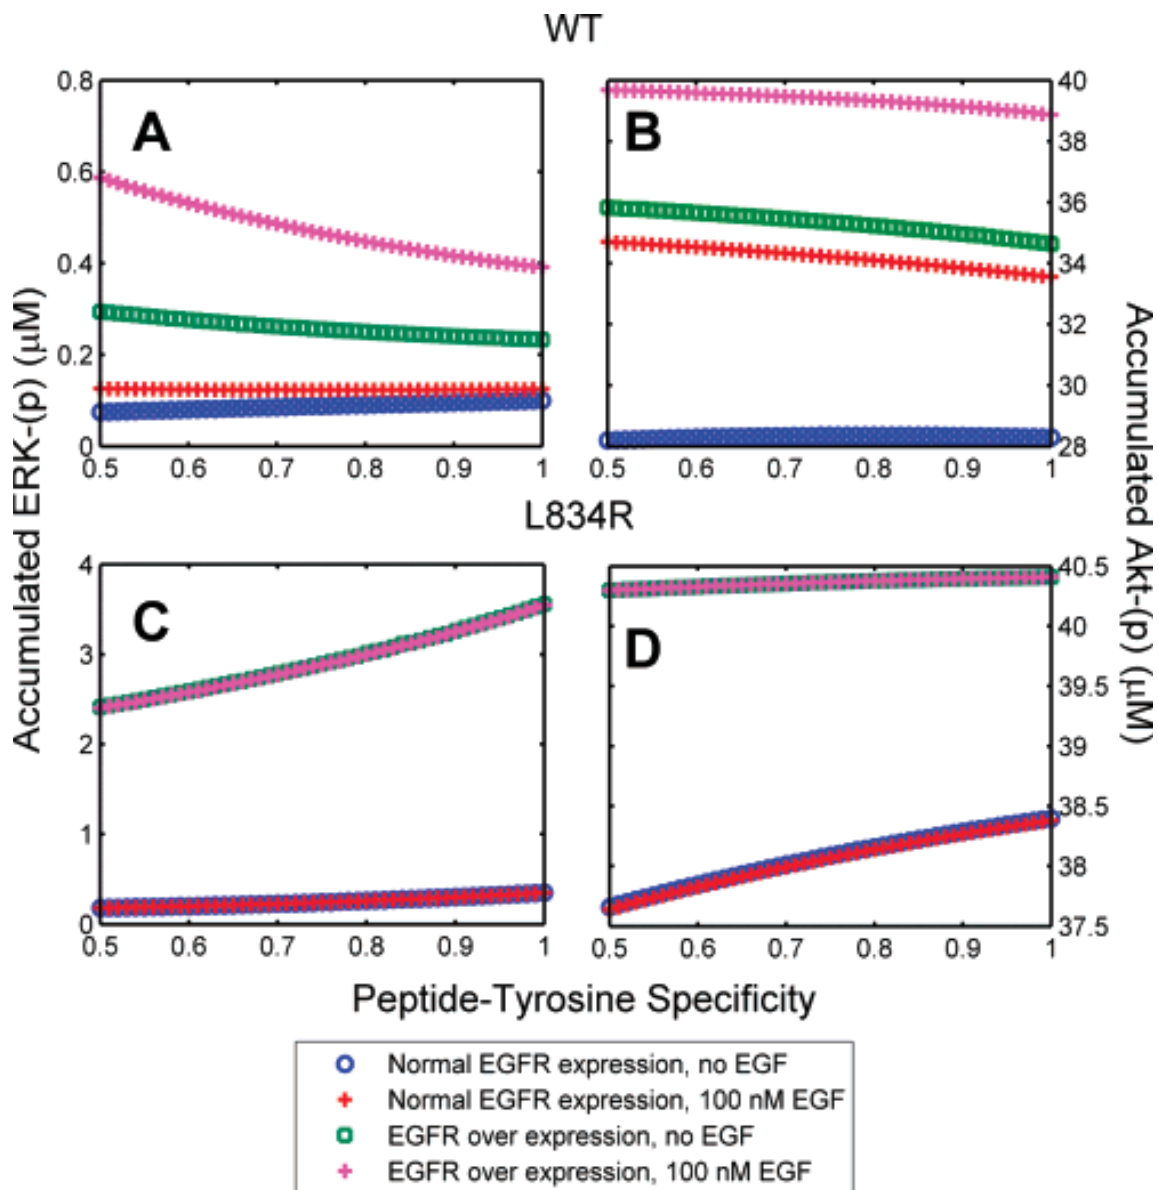 WT
A
B
0.8
0.6
0.4
0.2
0
0.5 0.6 0.7 0.8 0.9 1
40
38
36
34
32
30
28
0.5 0.6 0.7 0.8 0.9 1
L834R
C
D
4
3
2
1
0
0.5 0.6 0.7 0.8 0.9 1
40.5
40
39.5
39
38.5
38
37.5
0.5 0.6 0.7 0.8 0.9 1
Accumulated ERK-(p) (μM)
Accumulated Akt-(p) (μM)
Peptide-Tyrosine Specificity
Normal EGFR expression, no EGF
Normal EGFR expression, 100 nM EGF
EGFR over expression, no EGF
EGFR over expression, 100 nM EGF